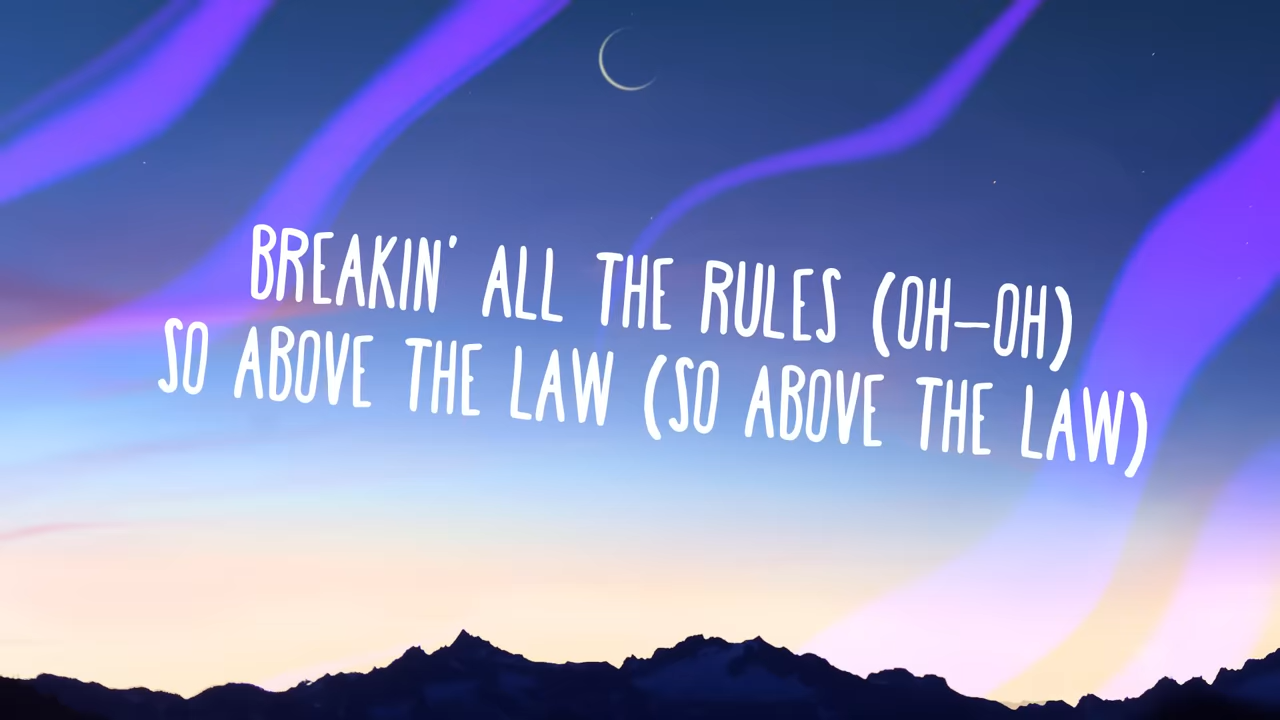 BREAKIN' ALL THE RULES (OH-OH)
SO ABOVE THE LAW (SO ABOVE THE LAW)